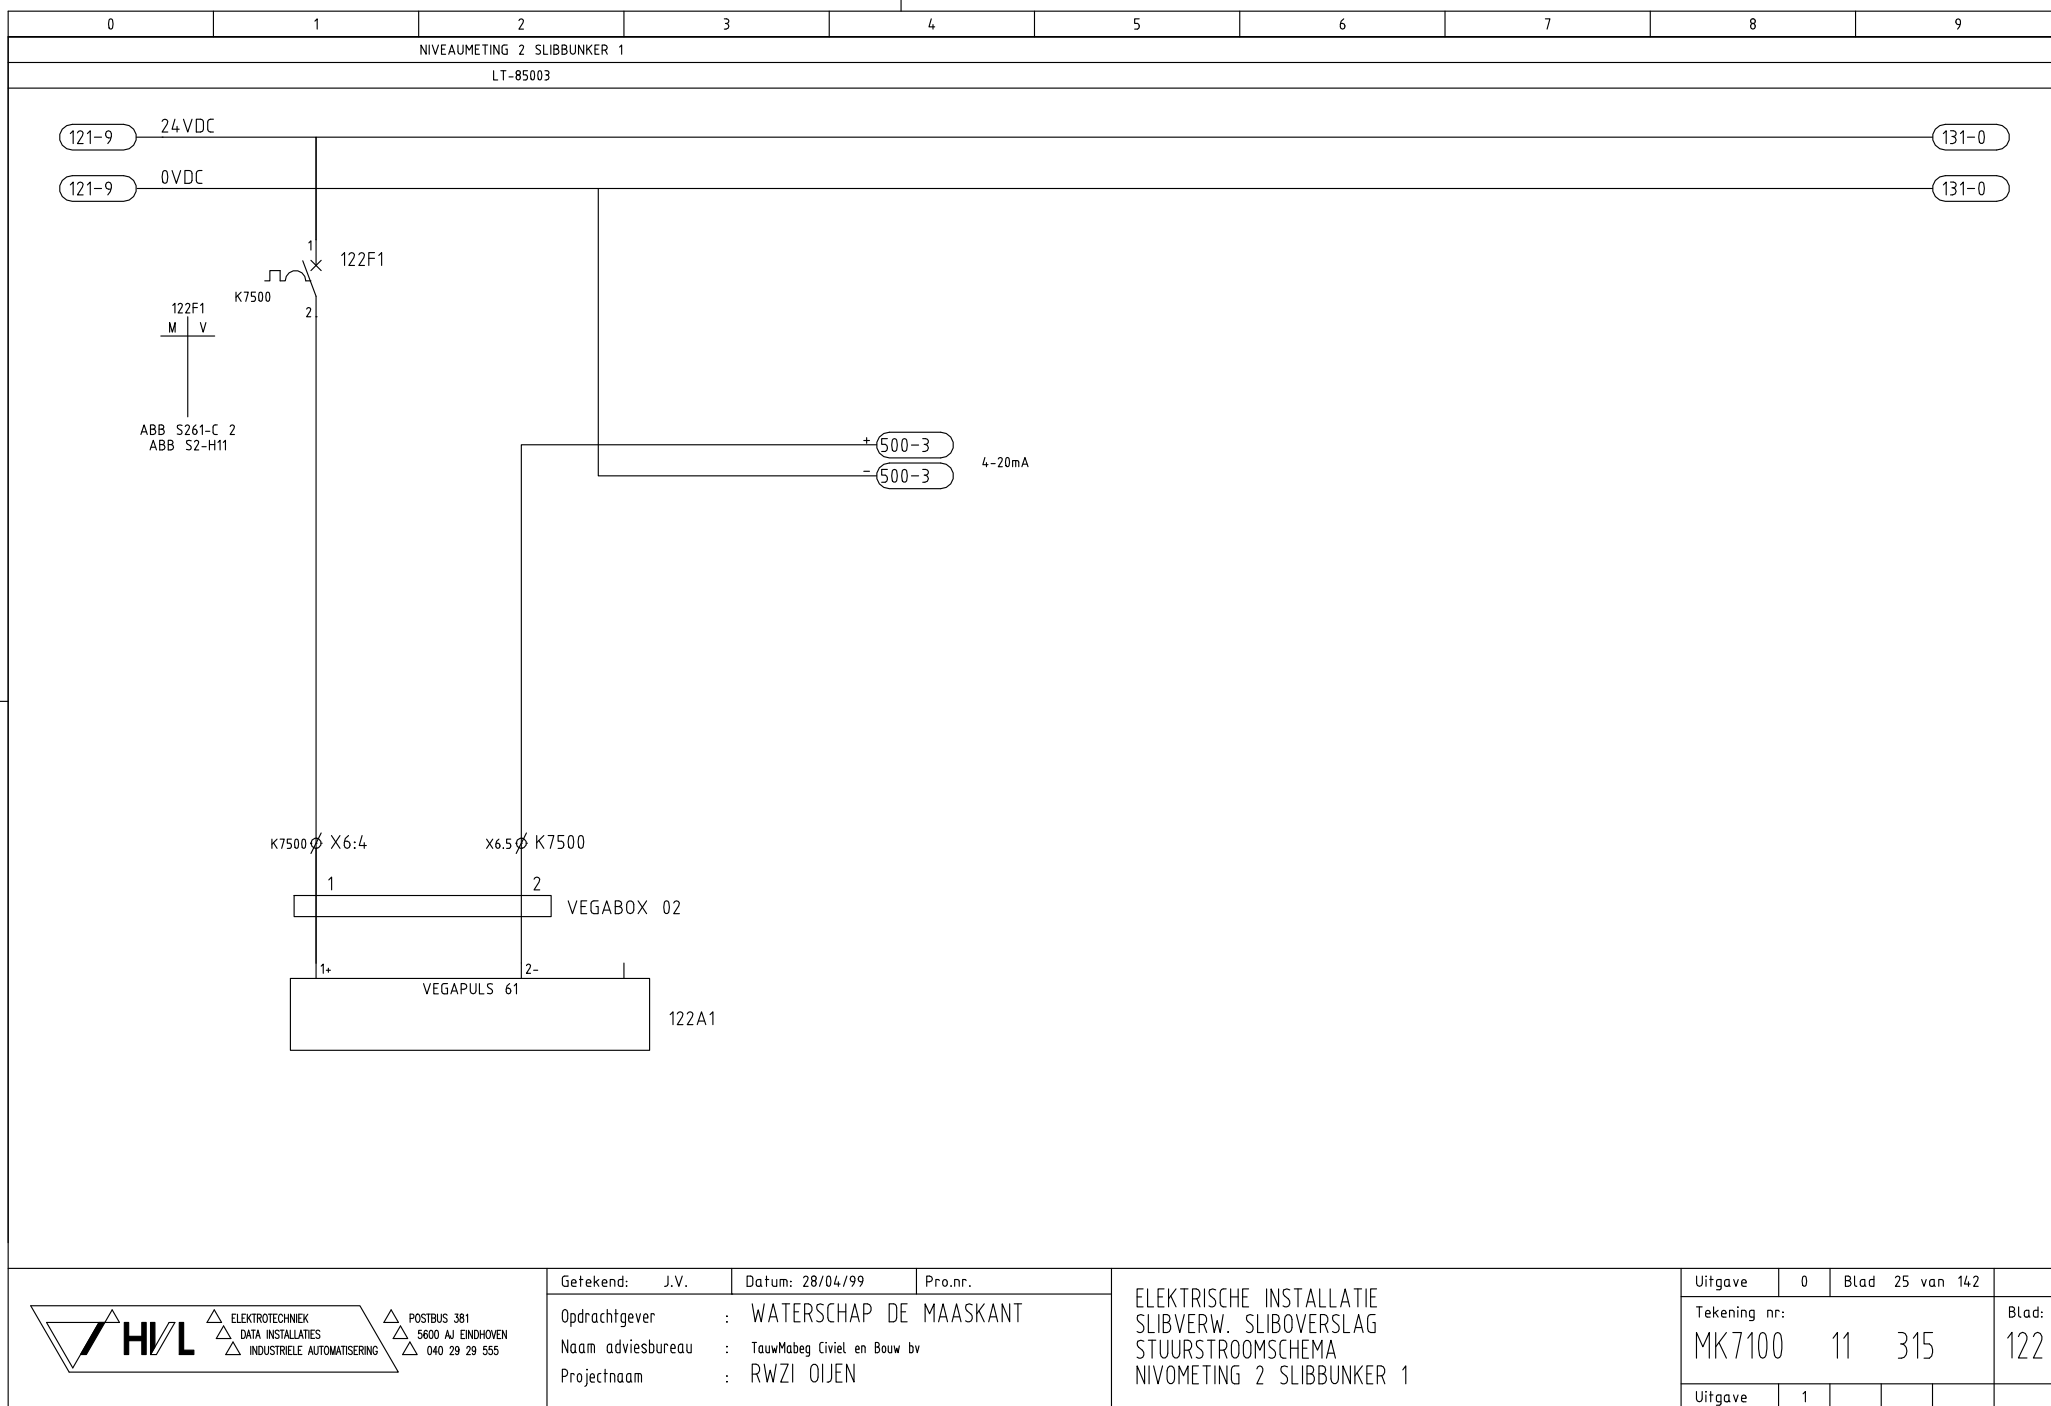 0 1 2 3 4 5 6 7 8 9
NIVEAUMETING 2 SLIBBUNKER 1
LT-85003
121-9 24VDC 131-0
121-9 0VDC 131-0
1
122F1
K7500
2
122F1
M V
ABB S261-C 2
ABB S2-H11
+ 500-3
4-20mA
- 500-3
K7500 X6:4 X6.5 K7500
1 2
VEGABOX 02
1+ 2-
VEGAPULS 61
122A1
HVL
ELEKTROTECHNIEK
DATA INSTALLATIES
INDUSTRIELE AUTOMATISERING
POSTBUS 381
5600 AJ EINDHOVEN
040 29 29 555
Getekend: J.V. Datum: 28/04/99 Pro.nr.
Opdrachtgever : WATERSCHAP DE MAASKANT
Naam adviesbureau : TauwMabeg Civiel en Bouw bv
Projectnaam : RWZI OIJEN
ELEKTRISCHE INSTALLATIE
SLIBVERW. SLIBOVERSLAG
STUURSTROOMSCHEMA
NIVOMETING 2 SLIBBUNKER 1
Uitgave 0 Blad 25 van 142
Tekening nr: Blad:
MK7100 11 315 122
Uitgave 1